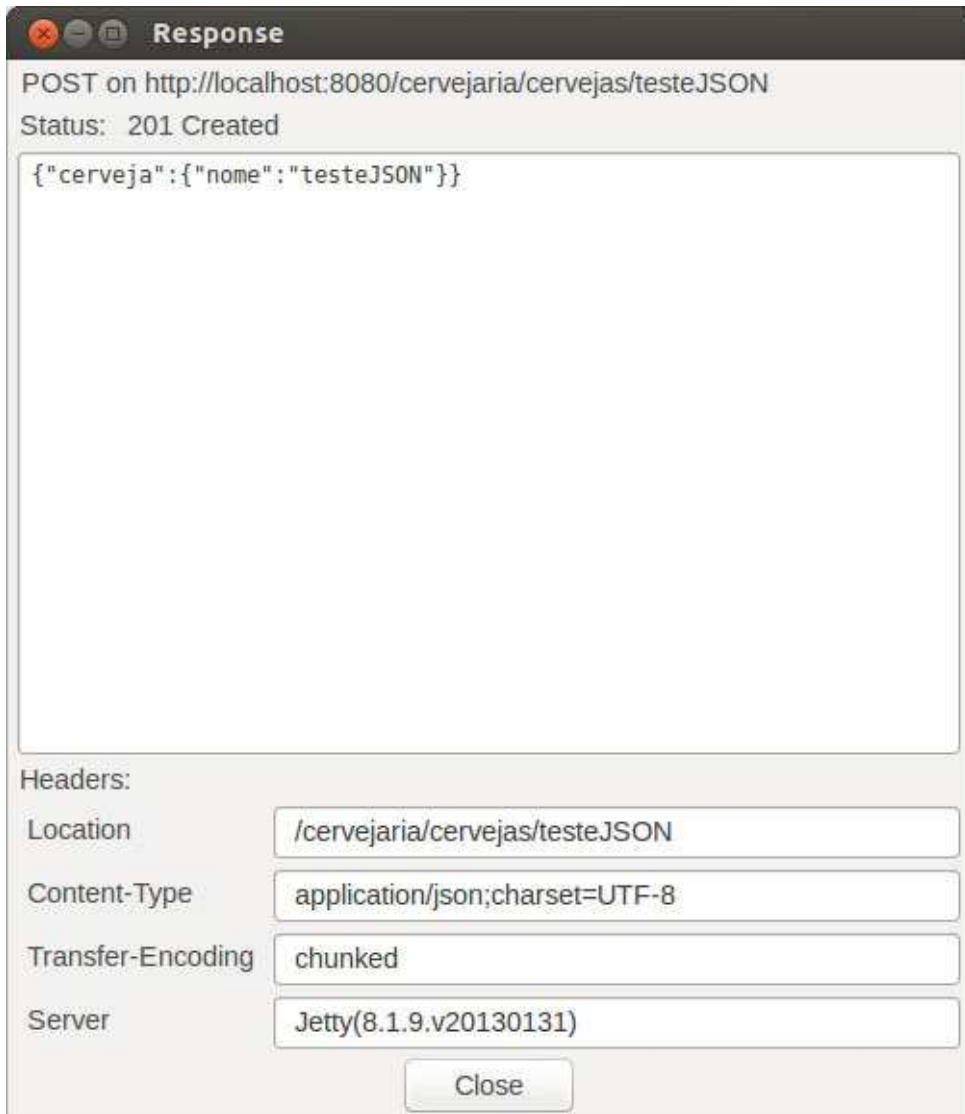 Response
POST on http://localhost:8080/cervejaria/cervejas/testeJSON
Status: 201 Created
{"cerveja":{"nome":"testeJSON"}}
Headers:
Location /cervejaria/cervejas/testeJSON
Content-Type application/json;charset=UTF-8
Transfer-Encoding chunked
Server Jetty(8.1.9.v20130131)
Close